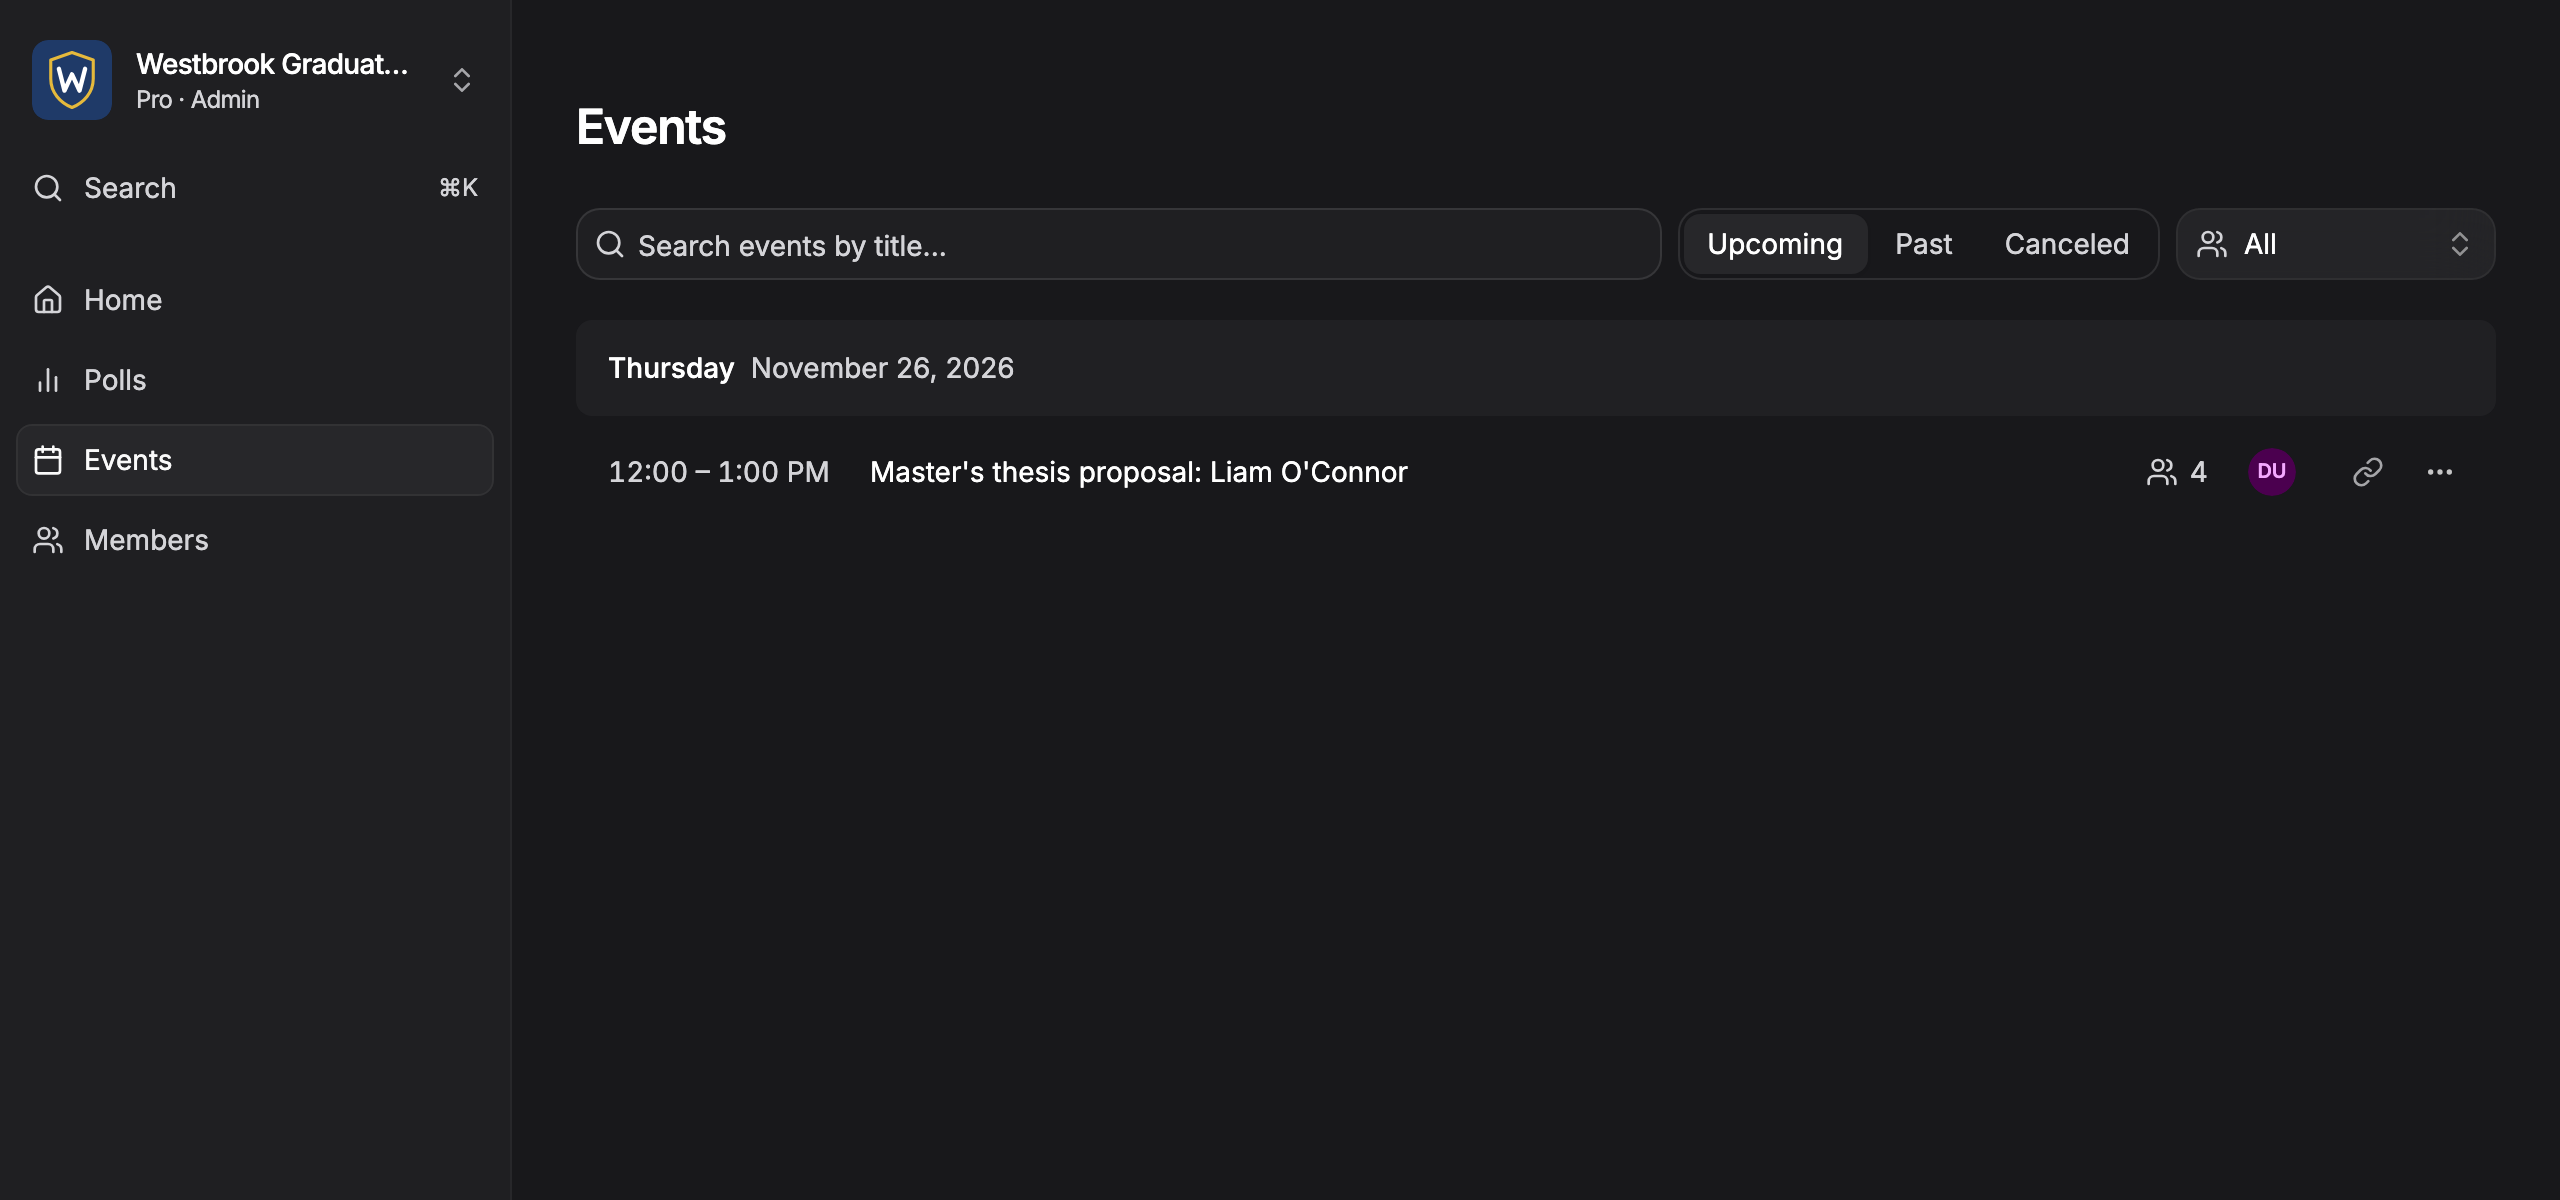 W
Westbrook Graduat...
Pro · Admin
Search ⌘K
Home
Polls
Events
Members
Events
Search events by title...
Upcoming Past Canceled
All
Thursday November 26, 2026
12:00 – 1:00 PM Master's thesis proposal: Liam O'Connor 4 DU